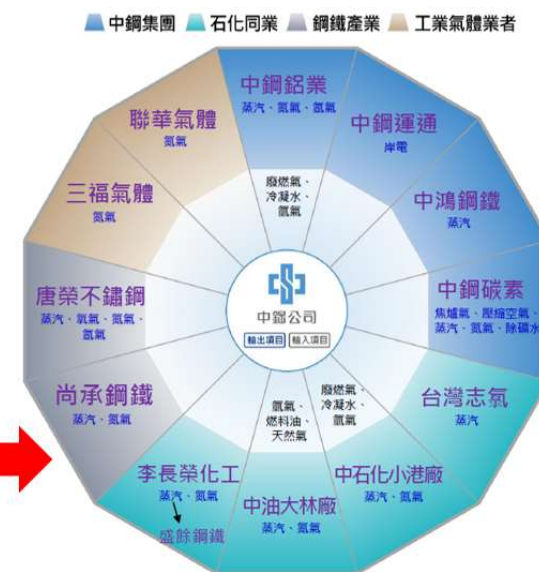 中鋼集團 石化同業 鋼鐵產業 工業氣體業者
中鋼鋁業
蒸汽、氮氣、氬氣
中鋼運通
岸電
中鴻鋼鐵
蒸汽
中鋼碳素
焦爐氣、壓縮空氣、
蒸汽、氮氣、除礦水
台灣志氯
蒸汽
中石化小港廠
蒸汽、氮氣
中油大林廠
蒸汽、氮氣
李長榮化工
蒸汽、氮氣
盛餘鋼鐵
尚承鋼鐵
蒸汽、氮氣
唐榮不鏽鋼
蒸汽、氧氣、氮氣、
氬氣
三福氣體
氮氣
聯華氣體
氮氣
廢燃氣、
冷凝水、
中鋼公司
輸出項目 輸入項目
燃料油、
天然氣
廢燃氣、
冷凝水、